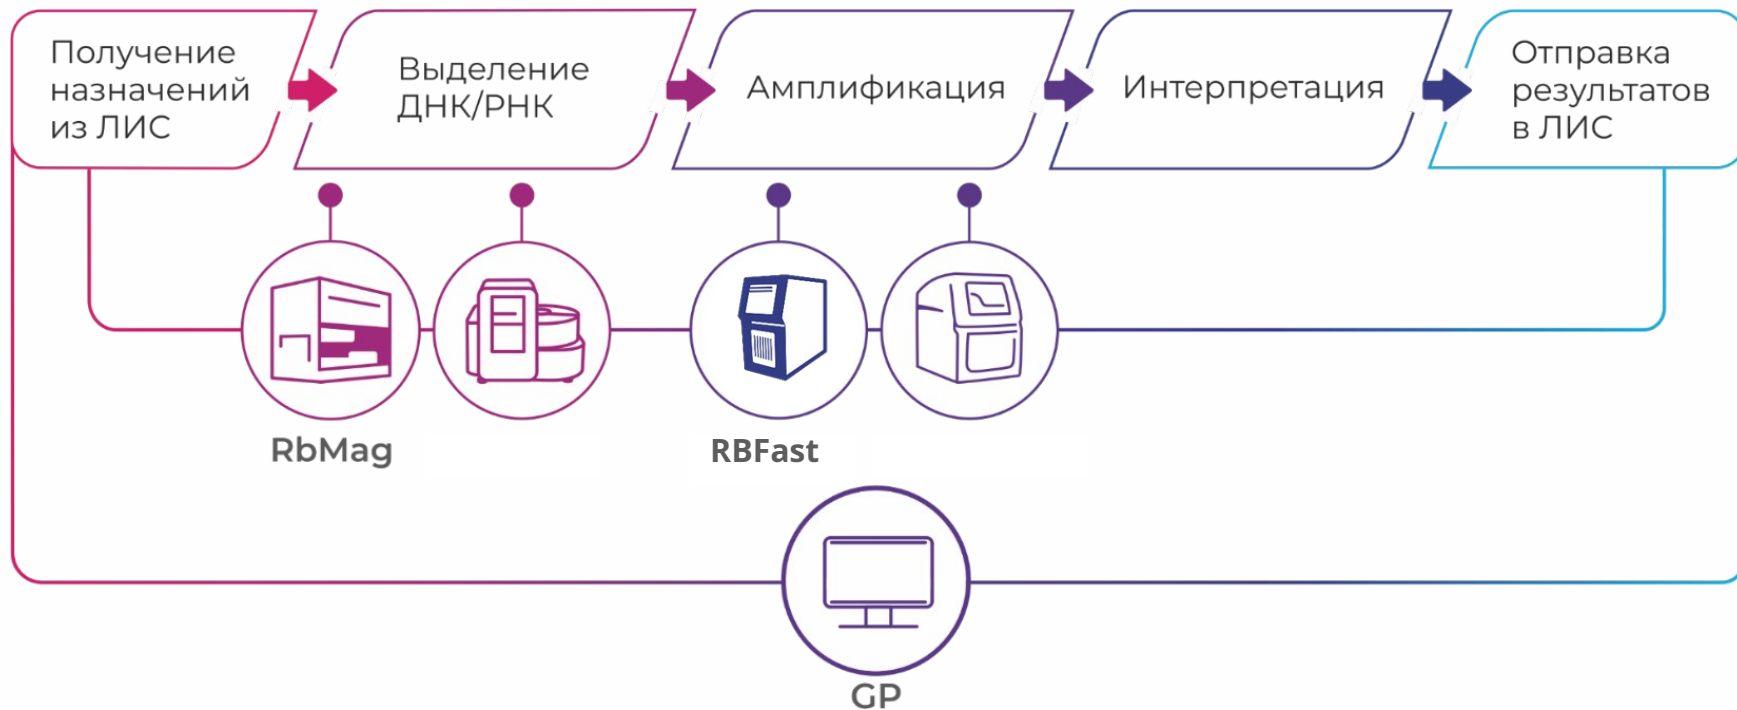 Получение
назначений
из ЛИС
Выделение
ДНК/РНК
Амплификация
Интерпретация
Отправка
результатов
в ЛИС
RbMag
RBFast
GP